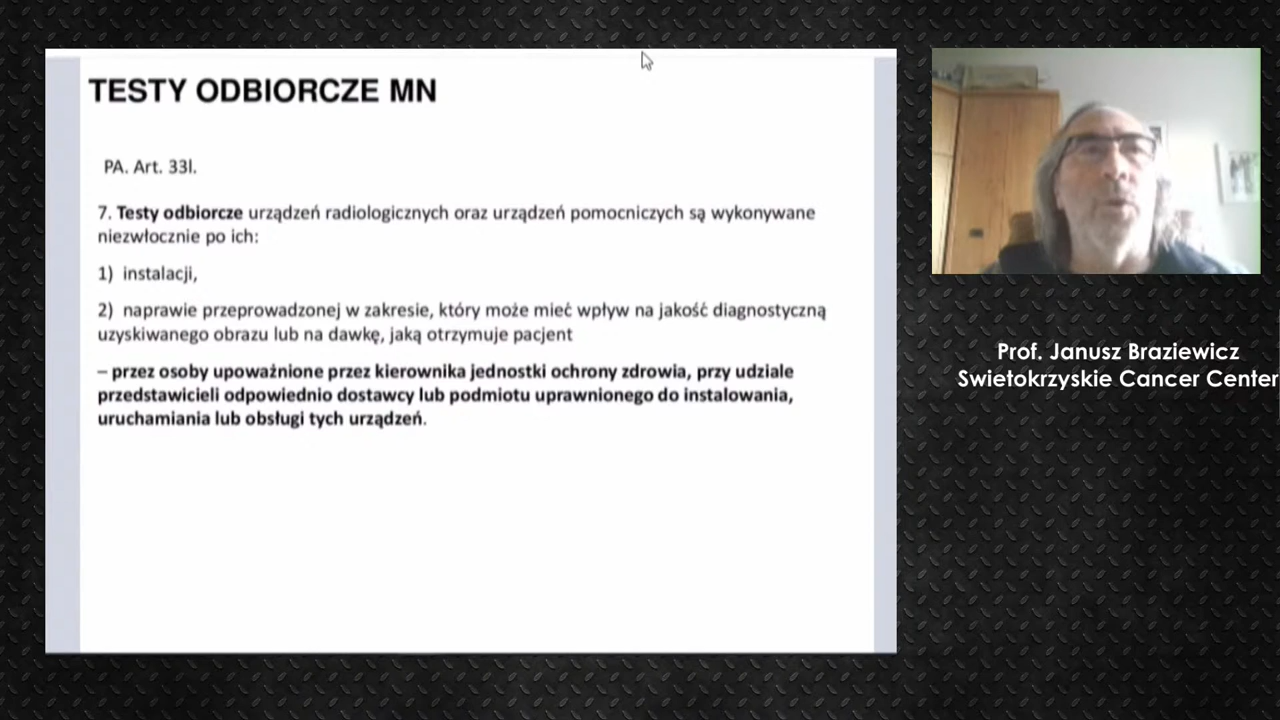 TESTY ODBIORCZE MN
PA. Art. 33l.
7. Testy odbiorcze urządzeń radiologicznych oraz urządzeń pomocniczych są wykonywane
niezwłocznie po ich:
1) instalacji,
2) naprawie przeprowadzonej w zakresie, który może mieć wpływ na jakość diagnostyczną
uzyskiwanego obrazu lub na dawkę, jaką otrzymuje pacjent
– przez osoby upoważnione przez kierownika jednostki ochrony zdrowia, przy udziale
przedstawicieli odpowiednio dostawcy lub podmiotu uprawnionego do instalowania,
uruchamiania lub obsługi tych urządzeń.
Prof. Janusz Braziewicz
Swietokrzyskie Cancer Center